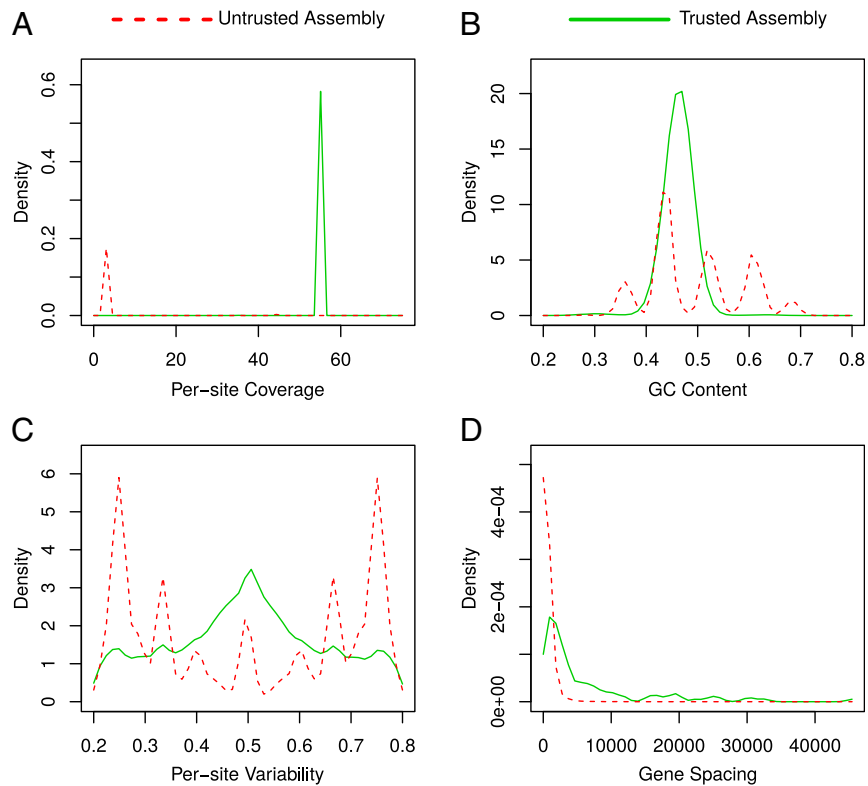 A
Untrusted Assembly
B
Trusted Assembly
Density
0.0
0.2
0.4
0.6
0
20
40
60
Per-site Coverage
Density
0
5
10
15
20
0.2
0.3
0.4
0.5
0.6
0.7
0.8
GC Content
C
Density
0
1
2
3
4
5
6
0.2
0.3
0.4
0.5
0.6
0.7
0.8
Per-site Variability
D
Density
0e+00
2e-04
4e-04
0
10000
20000
30000
40000
Gene Spacing